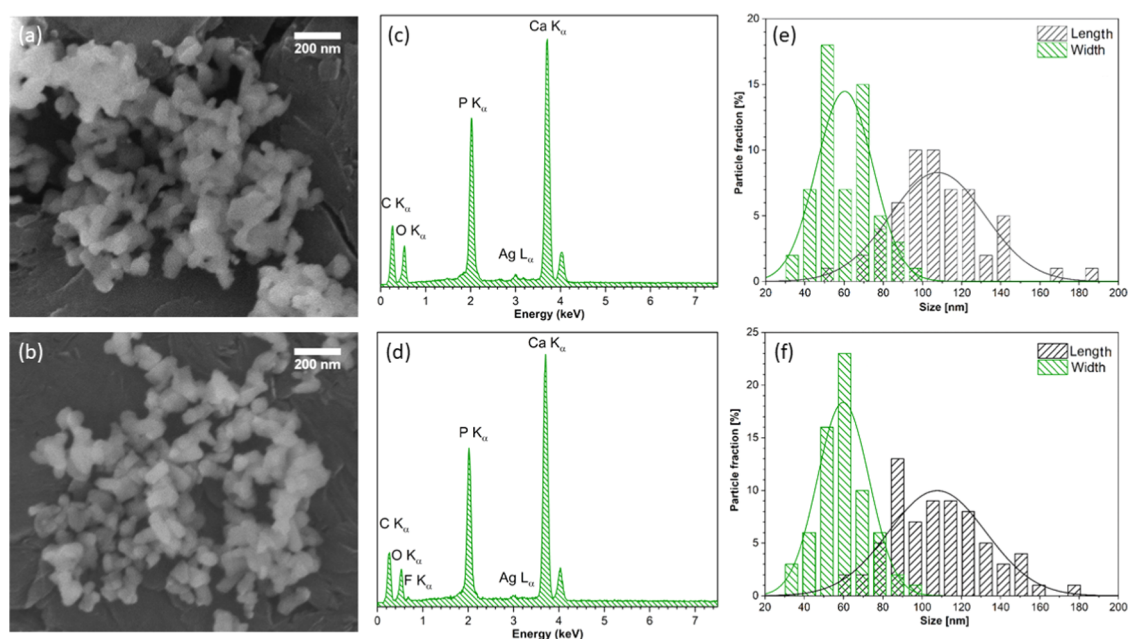 (a)
200 nm
(c)
Ca Kα
P Kα
C Kα
O Kα
Ag Lα
0 1 2 3 4 5 6 7
Energy (keV)
(e)
Length
Width
Particle fraction [%]
20
15
10
5
0
20 40 60 80 100 120 140 160 180 200
Size [nm]
(b)
200 nm
(d)
Ca Kα
P Kα
C Kα
O Kα
F Kα
Ag Lα
0 1 2 3 4 5 6 7
Energy (keV)
(f)
Length
Width
Particle fraction [%]
25
20
15
10
5
0
20 40 60 80 100 120 140 160 180 200
Size [nm]